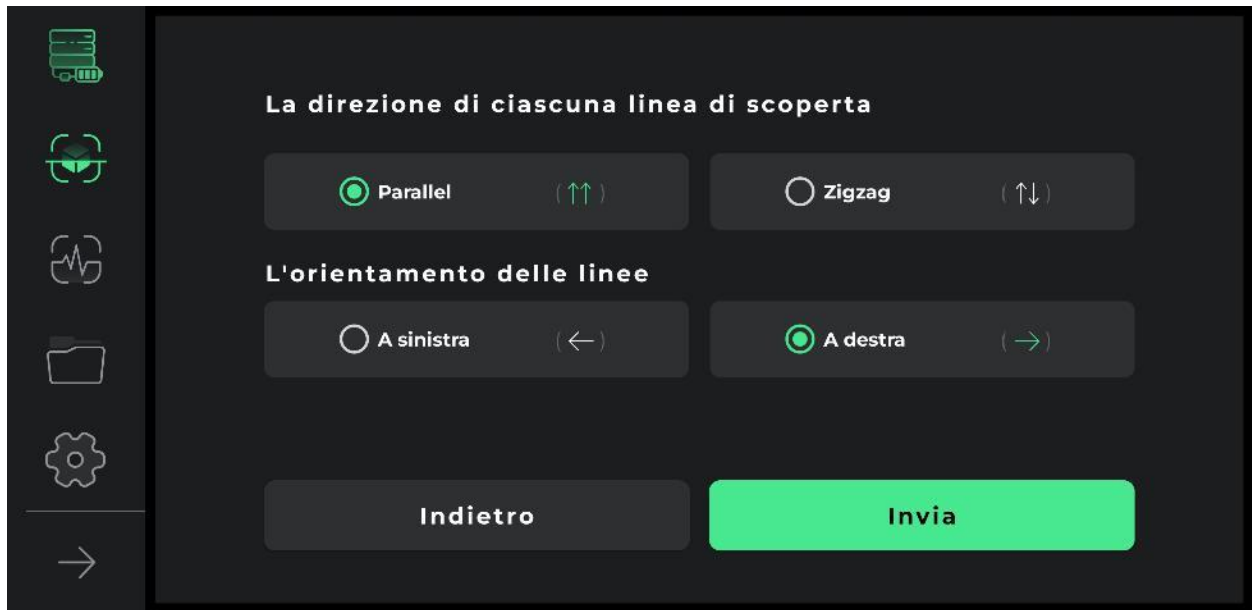 La direzione di ciascuna linea di scoperta
Parallel (↑↑) Zigzag (↑↓)
L'orientamento delle linee
A sinistra (←) A destra (→)
Indietro Invia